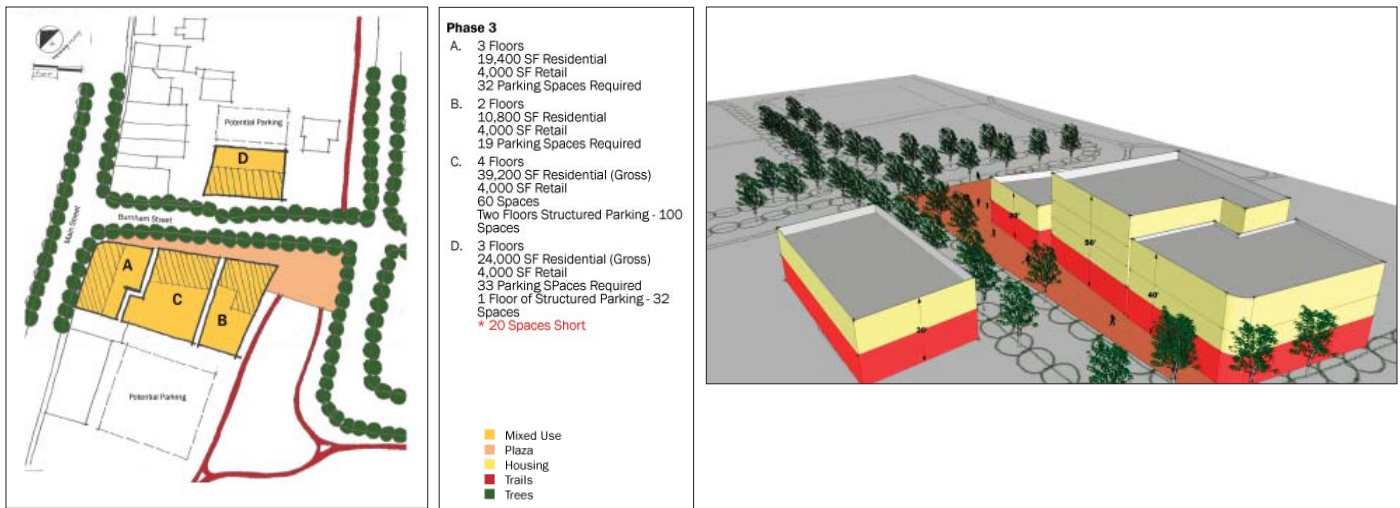 Potential Parking
D
Burnham Street
Main Street
A
C
B
Potential Parking
Phase 3
A. 3 Floors
19,400 SF Residential
4,000 SF Retail
32 Parking Spaces Required
B. 2 Floors
10,800 SF Residential
4,000 SF Retail
19 Parking Spaces Required
C. 4 Floors
39,200 SF Residential (Gross)
4,000 SF Retail
60 Spaces
Two Floors Structured Parking - 100
Spaces
D. 3 Floors
24,000 SF Residential (Gross)
4,000 SF Retail
33 Parking SPaces Required
1 Floor of Structured Parking - 32
Spaces
* 20 Spaces Short
Mixed Use
Plaza
Housing
Trails
Trees
30'
50'
40'
30'